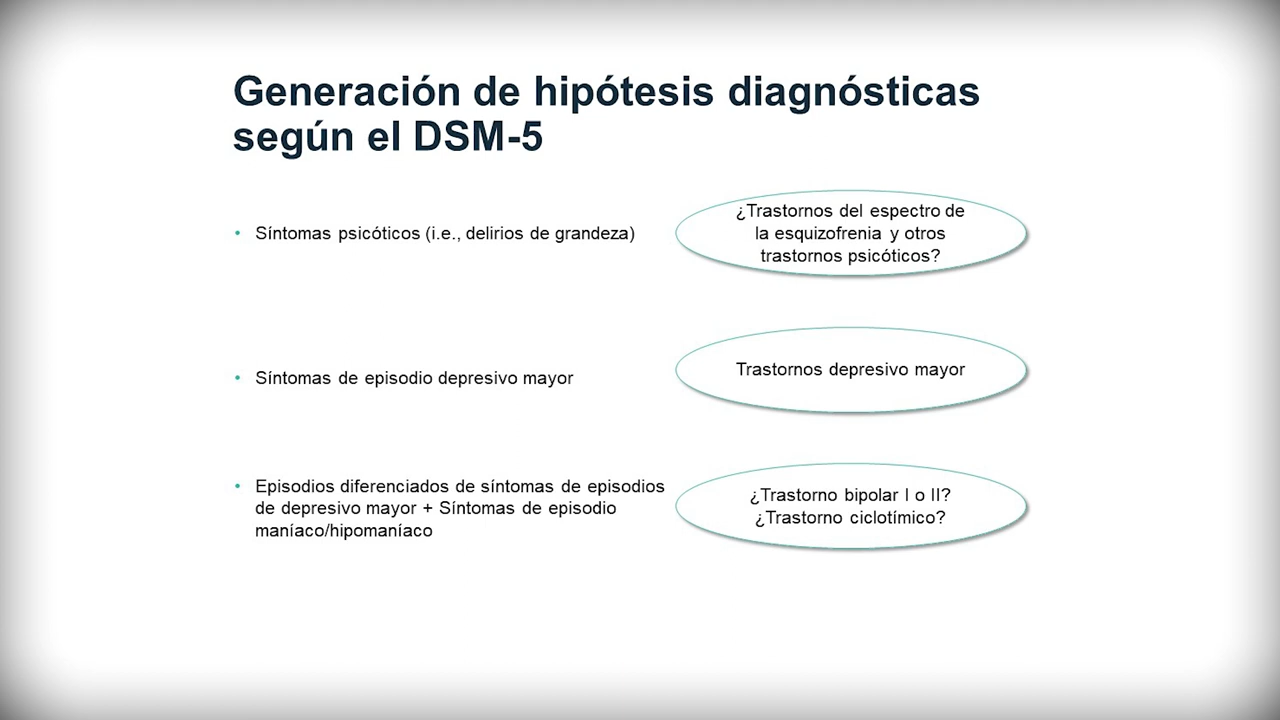 Generación de hipótesis diagnósticas
según el DSM-5
• Síntomas psicóticos (i.e., delirios de grandeza)
¿Trastornos del espectro de
la esquizofrenia y otros
trastornos psicóticos?
• Síntomas de episodio depresivo mayor
Trastornos depresivo mayor
• Episodios diferenciados de síntomas de episodios
de depresivo mayor + Síntomas de episodio
maníaco/hipomaníaco
¿Trastorno bipolar I o II?
¿Trastorno ciclotímico?